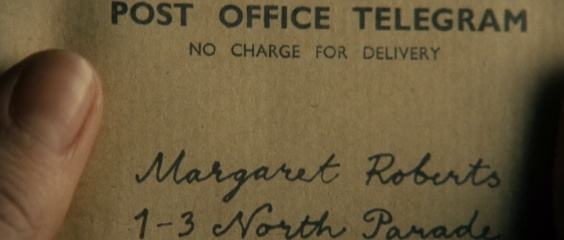 POST OFFICE TELEGRAM
NO CHARGE FOR DELIVERY
Margaret Roberts
1-3 North Parade